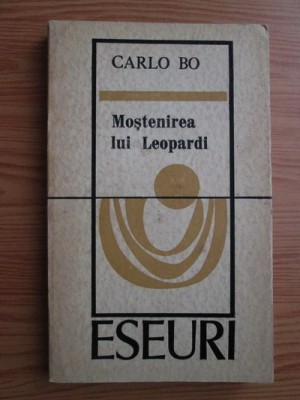 CARLO BO
Moștenirea
lui Leopardi
ESEURI